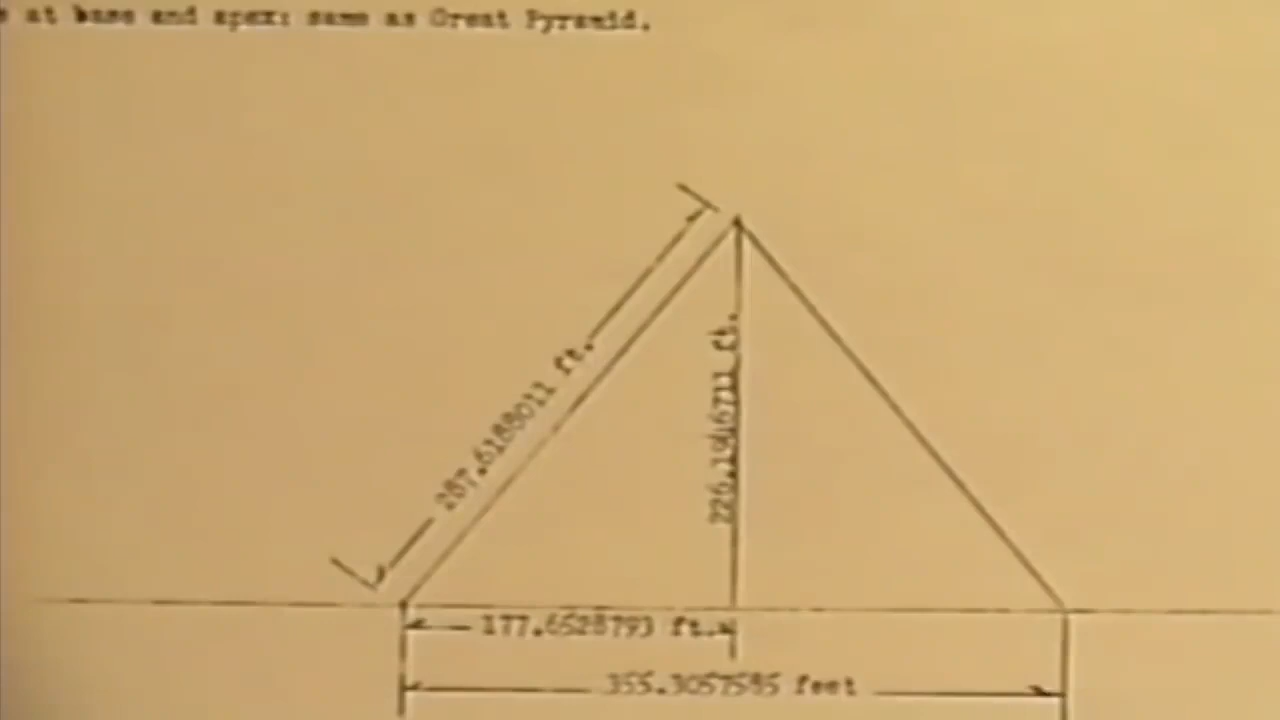 at base and apex: same as Great Pyramid.
287.6188011 ft.
226.1946711 ft.
177.6528793 ft.
355.3057585 feet